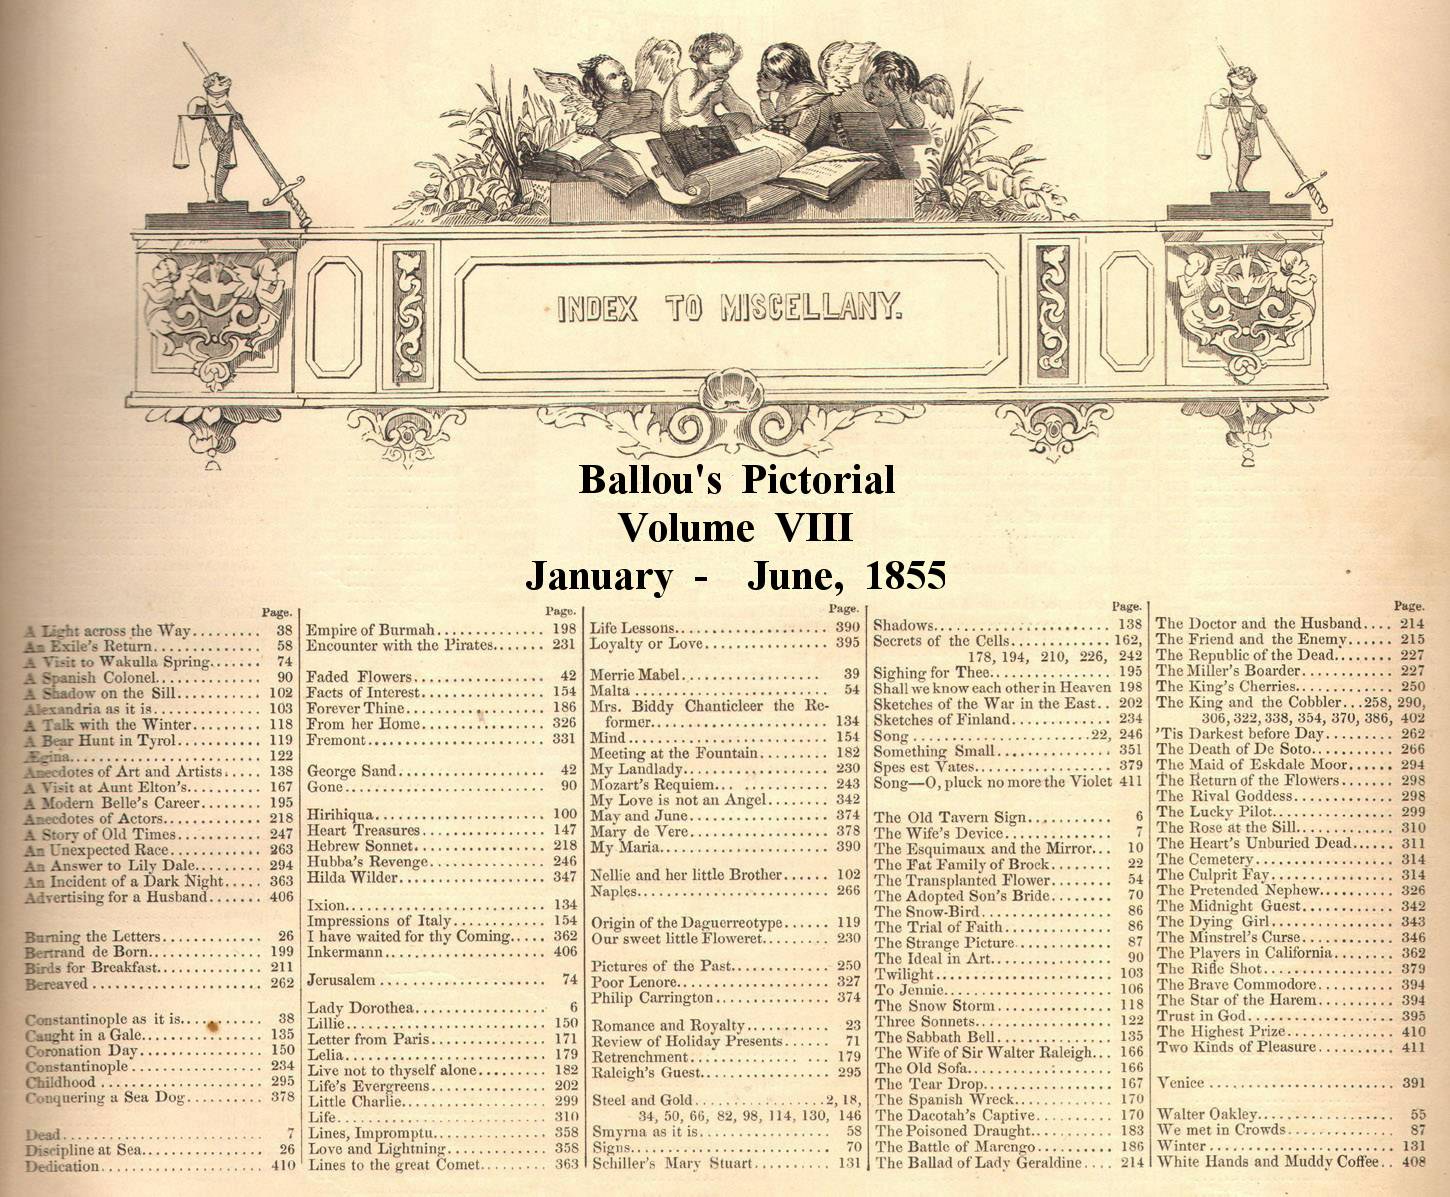 INDEX TO MISCELLANY.
Ballou's Pictorial
Volume VIII
January - June, 1855
Page.
A Light across the Way......... 38
An Exile's Return.............. 58
A Visit to Wakulla Spring....... 74
A Spanish Colonel.............. 90
A Shadow on the Sill........... 102
Alexandria as it is............. 103
A Talk with the Winter......... 118
A Bear Hunt in Tyrol........... 119
Ægina......................... 122
Anecdotes of Art and Artists..... 138
A Visit at Aunt Elton's......... 167
A Modern Belle's Career........ 195
Anecdotes of Actors............ 218
A Story of Old Times........... 247
An Unexpected Race............ 263
An Answer to Lily Dale......... 294
An Incident of a Dark Night..... 363
Advertising for a Husband....... 406
Burning the Letters............. 26
Bertrand de Born............... 199
Birds for Breakfast............. 211
Bereaved ...................... 262
Constantinople as it is.......... 38
Caught in a Gale............... 135
Coronation Day................ 150
Constantinople................. 234
Childhood ..................... 295
Conquering a Sea Dog.......... 378
Dead.......................... 7
Discipline at Sea............... 26
Dedication..................... 410
Page.
Empire of Burmah............. 198
Encounter with the Pirates...... 231
Faded Flowers................. 42
Facts of Interest............... 154
Forever Thine................. 186
From her Home............... 326
Fremont...................... 331
George Sand.................. 42
Gone......................... 90
Hirihiqua..................... 100
Heart Treasures............... 147
Hebrew Sonnet................ 218
Hubba's Revenge.............. 246
Hilda Wilder.................. 347
Ixion......................... 134
Impressions of Italy............ 154
I have waited for thy Coming..... 362
Inkermann.................... 406
Jerusalem .................... 74
Lady Dorothea................ 6
Lillie......................... 150
Letter from Paris.............. 171
Lelia......................... 179
Live not to thyself alone......... 182
Life's Evergreens.............. 202
Little Charlie.................. 299
Life.......................... 310
Lines, Impromptu.............. 358
Love and Lightning............ 358
Lines to the great Comet........ 363
Page.
Life Lessons................... 390
Loyalty or Love............... 395
Merrie Mabel.................. 39
Malta ........................ 54
Mrs. Biddy Chanticleer the Re-
former...................... 134
Mind......................... 154
Meeting at the Fountain........ 182
My Landlady.................. 230
Mozart's Requiem.. ........... 243
My Love is not an Angel........ 342
May and June................. 374
Mary de Vere................. 378
My Maria..................... 390
Nellie and her little Brother..... 102
Naples........................ 266
Origin of the Daguerreotype..... 119
Our sweet little Floweret........ 230
Pictures of the Past............ 250
Poor Lenore................... 327
Philip Carrington............... 374
Romance and Royalty.......... 23
Review of Holiday Presents..... 71
Retrenchment................. 179
Raleigh's Guest................ 295
Steel and Gold............... 2, 18,
34, 50, 66, 82, 98, 114, 130, 146
Smyrna as it is................ 58
Signs......................... 70
Schiller's Mary Stuart.......... 131
Page.
Shadows....................... 138
Secrets of the Cells........... 162,
178, 194, 210, 226, 242
Sighing for Thee............... 195
Shall we know each other in Heaven 198
Sketches of the War in the East.. 202
Sketches of Finland............ 234
Song ...................... 22, 246
Something Small.............. 351
Spes est Vates................. 379
Song—O, pluck no more the Violet 411
The Old Tavern Sign........... 6
The Wife's Device.............. 7
The Esquimaux and the Mirror... 10
The Fat Family of Brock........ 22
The Transplanted Flower........ 54
The Adopted Son's Bride........ 70
The Snow-Bird................. 86
The Trial of Faith.............. 86
The Strange Picture............ 87
The Ideal in Art............... 90
Twilight....................... 103
To Jennie...................... 106
The Snow Storm............... 118
Three Sonnets................. 122
The Sabbath Bell............... 135
The Wife of Sir Walter Raleigh... 166
The Old Sofa.................. 166
The Tear Drop................. 167
The Spanish Wreck............. 170
The Dacotah's Captive.......... 170
The Poisoned Draught.......... 183
The Battle of Marengo.......... 186
The Ballad of Lady Geraldine.... 214
Page.
The Doctor and the Husband.... 214
The Friend and the Enemy...... 215
The Republic of the Dead........ 227
The Miller's Boarder............ 227
The King's Cherries............. 250
The King and the Cobbler...258, 290,
306, 322, 338, 354, 370, 386, 402
'Tis Darkest before Day......... 262
The Death of De Soto........... 266
The Maid of Eskdale Moor....... 294
The Return of the Flowers....... 298
The Rival Goddess.............. 298
The Lucky Pilot................ 299
The Rose at the Sill............. 310
The Heart's Unburied Dead...... 311
The Cemetery.................. 314
The Culprit Fay................ 314
The Pretended Nephew.......... 326
The Midnight Guest............ 342
The Dying Girl................. 343
The Minstrel's Curse............ 346
The Players in California........ 362
The Rifle Shot.................. 379
The Brave Commodore.......... 394
The Star of the Harem.......... 394
Trust in God................... 395
The Highest Prize.............. 410
Two Kinds of Pleasure.......... 411
Venice ........................ 391
Walter Oakley.................. 55
We met in Crowds............. 87
Winter ........................ 131
White Hands and Muddy Coffee.. 408